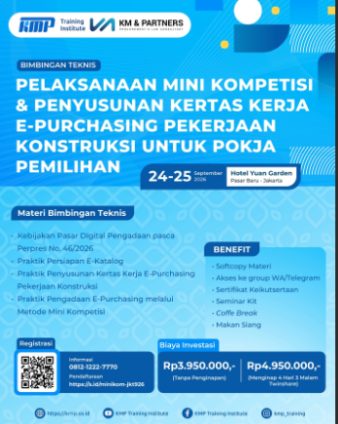 KMP Training Institute KM & PARTNERS
BIMBINGAN TEKNIS
PELAKSANAAN MINI KOMPETISI
& PENYUSUNAN KERTAS KERJA
E-PURCHASING PEKERJAAN
KONSTRUKSI UNTUK POKJA
PEMILIHAN
24-25 September 2026
Hotel Yuan Garden
Pasar Baru - Jakarta
Materi Bimbingan Teknis
Kebijakan Pasar Digital Pengadaan pasca
Perpres No. 46/2026
Praktik Persiapan E-Katalog
Praktik Penyusunan Kertas Kerja E-Purchasing
Pekerjaan Konstruksi
Praktik Pengadaan E-Purchasing melalui
Metode Mini Kompetisi
BENEFIT
Softcopy Materi
Akses ke group WA/Telegram
Sertifikat Keikutsertaan
Seminar Kit
Coffe Break
Makan Siang
Registrasi
Informasi
0812-1222-7770
Pendaftaran
https://s.id/minikom-jkt926
Biaya Investasi
Rp3.950.000,-
(Tanpa Penginapan)
Rp4.950.000,-
(Menginap 4 Hari 3 Malam
Twinshare)
KMP Training Institute
KMP Training Institute
kmp_training